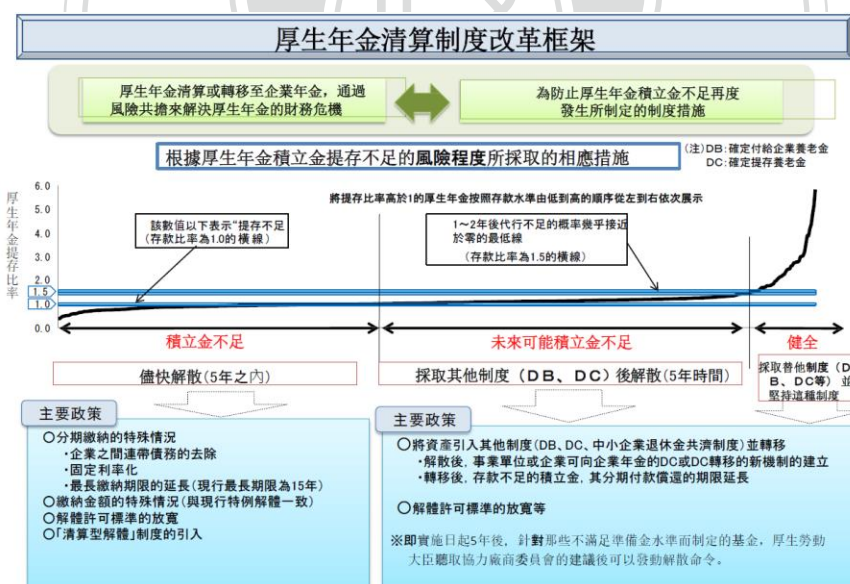 厚生年金清算制度改革框架
厚生年金清算或轉移至企業年金，通過
風險共擔來解決厚生年金的財務危機
為防止厚生年金積立金不足再度
發生所制定的制度措施
根據厚生年金積立金提存不足的風險程度所採取的相應措施
(注)DB:確定付給企業養老金
DC:確定提存養老金
厚生年金提存比率
6.0
5.0
4.0
3.0
2.0
1.5
1.0
0.0
將提存比率高於1的厚生年金按照存款水準由低到高的順序從左到右依次展示
該數值以下表示"提存不足
(存款比率為1.0的橫線)
1～2年後代行不足的概率幾乎接近
於零的最低線
(存款比率為1.5的橫線)
積立金不足
未來可能積立金不足
健全
儘快解散(5年之內)
採取其他制度（DB、DC）後解散(5年時間)
採取替他制度（D
B、DC等）並
堅持這種制度
主要政策
○分期繳納的特殊情況
・企業之間連帶債務的去除
・固定利率化
・最長繳納期限的延長(現行最長期限為15年)
○繳納金額的特殊情況(與現行特例解體一致)
○解體許可標準的放寬
○「清算型解體」制度的引入
主要政策
○將資產引入其他制度(DB、DC、中小企業退休金共濟制度)並轉移
・解散後，事業單位或企業可向企業年金的DC或DC轉移的新機制的建立
・轉移後，存款不足的積立金，其分期付款償還的期限延長
○解體許可標準的放寬等
※即實施日起5年後，針對那些不滿足準備金水準而制定的基金，厚生勞動
大臣聽取協力廠商委員會的建議後可以發動解散命令。